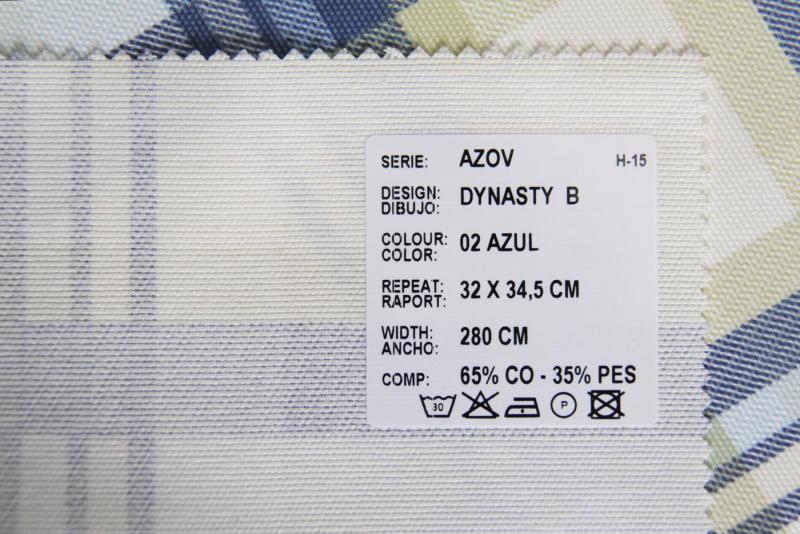 SERIE: AZOV H-15
DESIGN: DYNASTY B
DIBUJO:
COLOUR: 02 AZUL
COLOR:
REPEAT: 32 X 34,5 CM
RAPORT:
WIDTH: 280 CM
ANCHO:
COMP: 65% CO - 35% PES
30 P